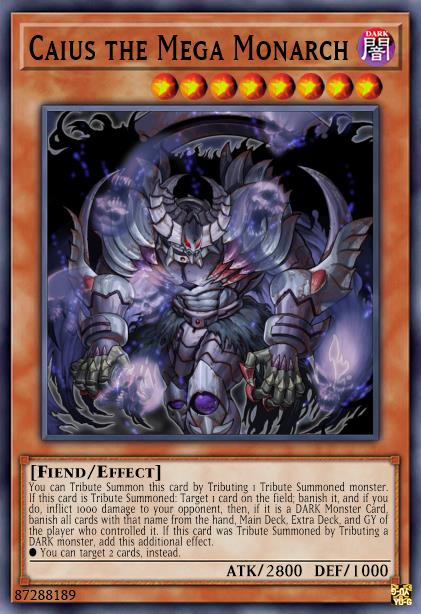 CAIUS THE MEGA MONARCH
DARK
闇
[FIEND/EFFECT]
You can Tribute Summon this card by Tributing 1 Tribute Summoned monster.
If this card is Tribute Summoned: Target 1 card on the field; banish it, and if you
do, inflict 1000 damage to your opponent, then, if it is a DARK Monster Card,
banish all cards with that name from the hand, Main Deck, Extra Deck, and GY of
the player who controlled it. If this card was Tribute Summoned by Tributing a
DARK monster, add this additional effect.
● You can target 2 cards, instead.
ATK/2800 DEF/1000
87288189